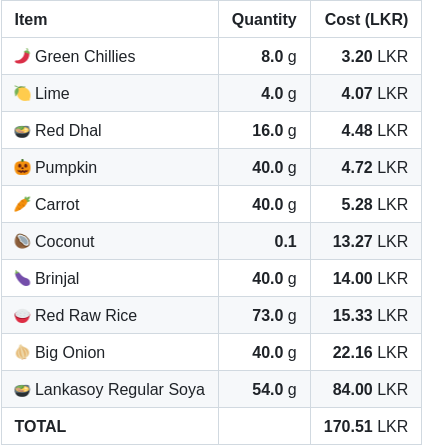 Item Quantity Cost (LKR)
🌶️ Green Chillies 8.0 g 3.20 LKR
🍋 Lime 4.0 g 4.07 LKR
🍲 Red Dhal 16.0 g 4.48 LKR
🎃 Pumpkin 40.0 g 4.72 LKR
🥕 Carrot 40.0 g 5.28 LKR
🥥 Coconut 0.1 13.27 LKR
🍆 Brinjal 40.0 g 14.00 LKR
🍚 Red Raw Rice 73.0 g 15.33 LKR
🧅 Big Onion 40.0 g 22.16 LKR
🍲 Lankasoy Regular Soya 54.0 g 84.00 LKR
TOTAL 170.51 LKR